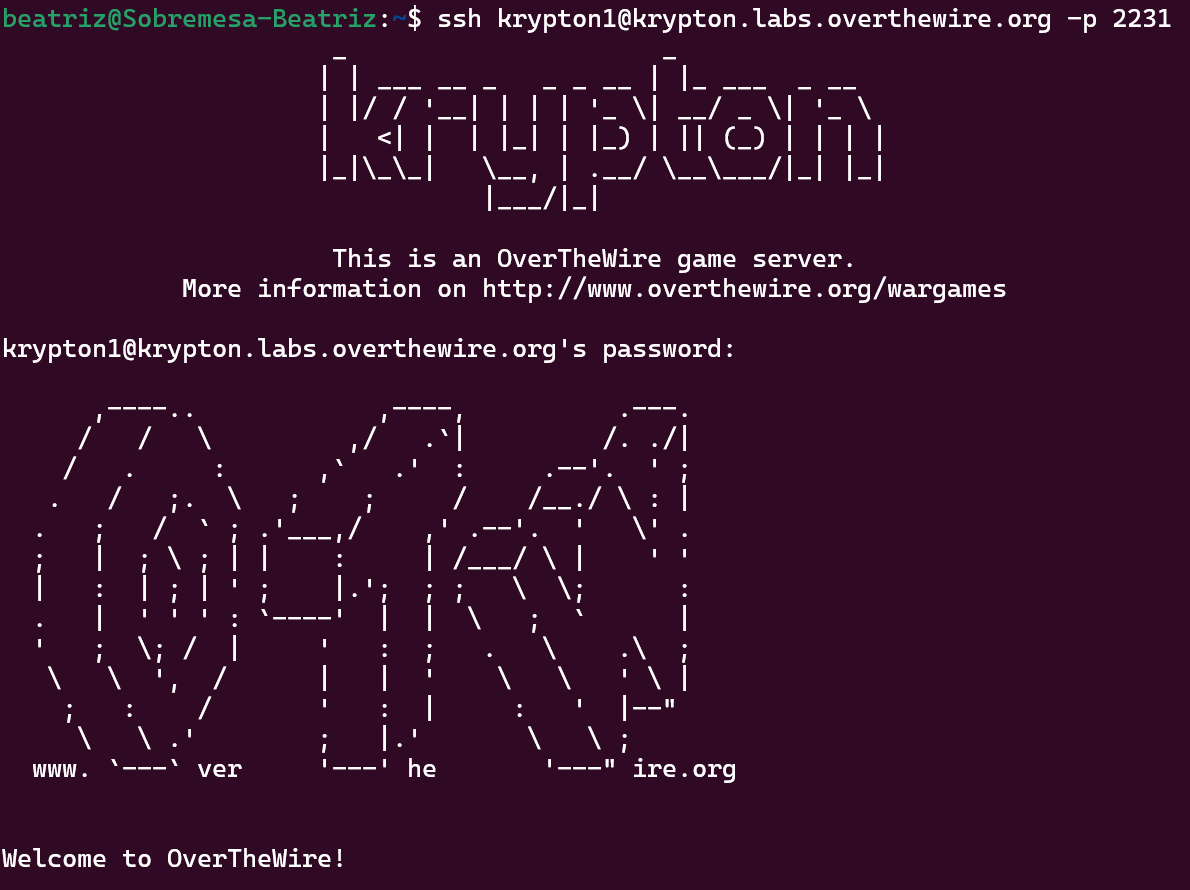 beatriz@Sobremesa-Beatriz:~$ ssh krypton1@krypton.labs.overthewire.org -p 2231
krypton
This is an OverTheWire game server.
More information on http://www.overthewire.org/wargames
krypton1@krypton.labs.overthewire.org's password:
www. ver he ire.org
Welcome to OverTheWire!